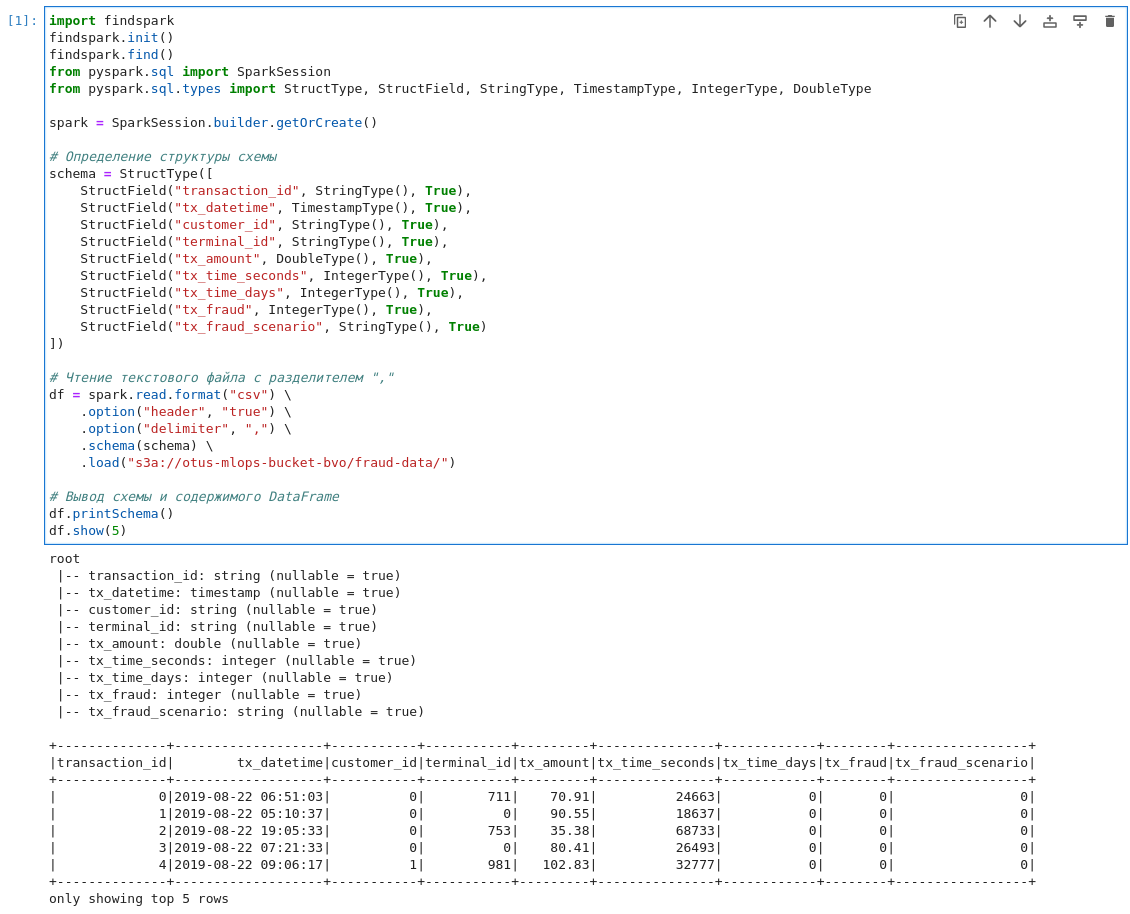 [1]: import findspark
findspark.init()
findspark.find()
from pyspark.sql import SparkSession
from pyspark.sql.types import StructType, StructField, StringType, TimestampType, IntegerType, DoubleType

spark = SparkSession.builder.getOrCreate()

# Определение структуры схемы
schema = StructType([
    StructField("transaction_id", StringType(), True),
    StructField("tx_datetime", TimestampType(), True),
    StructField("customer_id", StringType(), True),
    StructField("terminal_id", StringType(), True),
    StructField("tx_amount", DoubleType(), True),
    StructField("tx_time_seconds", IntegerType(), True),
    StructField("tx_time_days", IntegerType(), True),
    StructField("tx_fraud", IntegerType(), True),
    StructField("tx_fraud_scenario", StringType(), True)
])

# Чтение текстового файла с разделителем ","
df = spark.read.format("csv") \
    .option("header", "true") \
    .option("delimiter", ",") \
    .schema(schema) \
    .load("s3a://otus-mlops-bucket-bvo/fraud-data/")

# Вывод схемы и содержимого DataFrame
df.printSchema()
df.show(5)
root
 |-- transaction_id: string (nullable = true)
 |-- tx_datetime: timestamp (nullable = true)
 |-- customer_id: string (nullable = true)
 |-- terminal_id: string (nullable = true)
 |-- tx_amount: double (nullable = true)
 |-- tx_time_seconds: integer (nullable = true)
 |-- tx_time_days: integer (nullable = true)
 |-- tx_fraud: integer (nullable = true)
 |-- tx_fraud_scenario: string (nullable = true)

+--------------+-------------------+-----------+-----------+---------+---------------+------------+--------+-----------------+
|transaction_id|        tx_datetime|customer_id|terminal_id|tx_amount|tx_time_seconds|tx_time_days|tx_fraud|tx_fraud_scenario|
+--------------+-------------------+-----------+-----------+---------+---------------+------------+--------+-----------------+
|             0|2019-08-22 06:51:03|          0|        711|    70.91|          24663|           0|       0|                0|
|             1|2019-08-22 05:10:37|          0|          0|    90.55|          18637|           0|       0|                0|
|             2|2019-08-22 19:05:33|          0|        753|    35.38|          68733|           0|       0|                0|
|             3|2019-08-22 07:21:33|          0|          0|    80.41|          26493|           0|       0|                0|
|             4|2019-08-22 09:06:17|          1|        981|   102.83|          32777|           0|       0|                0|
+--------------+-------------------+-----------+-----------+---------+---------------+------------+--------+-----------------+
only showing top 5 rows